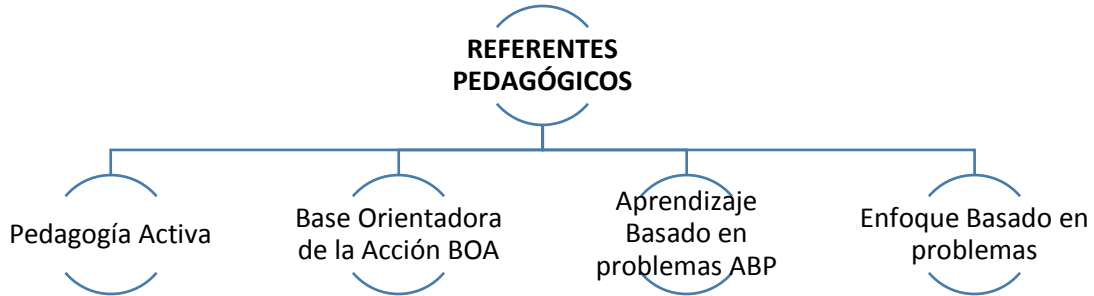 REFERENTES
PEDAGÓGICOS
Pedagogía Activa
Base Orientadora
de la Acción BOA
Aprendizaje
Basado en
problemas ABP
Enfoque Basado en
problemas